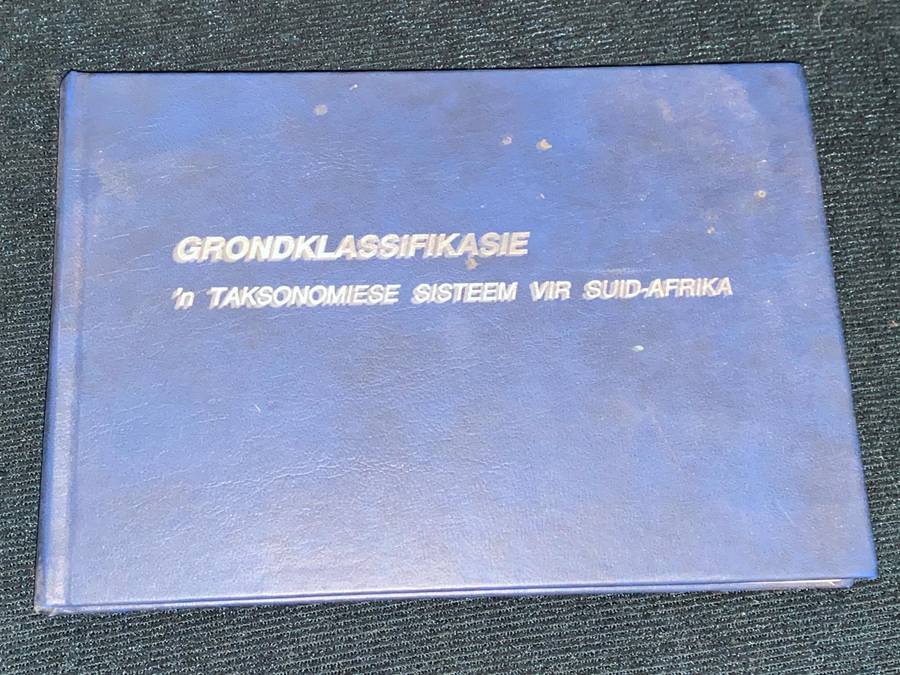 GRONDKLASSIFIKASIE
'n TAKSONOMIESE SISTEEM VIR SUID-AFRIKA